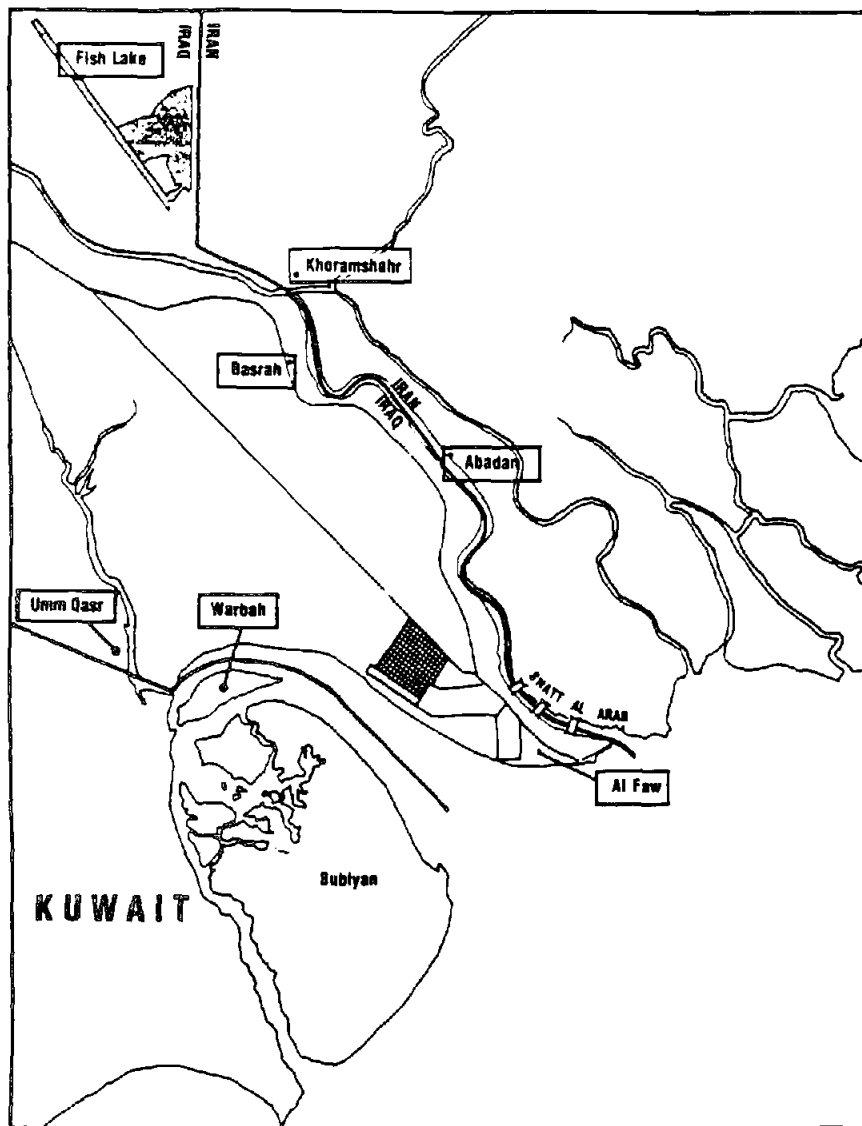 IRAQ
IRAN
Fish Lake
Khoramshahr
Basrah
IRAN
IRAQ
Abadan
Umm Qasr
Warbah
SHATT AL ARAB
Al Faw
Bubiyan
KUWAIT